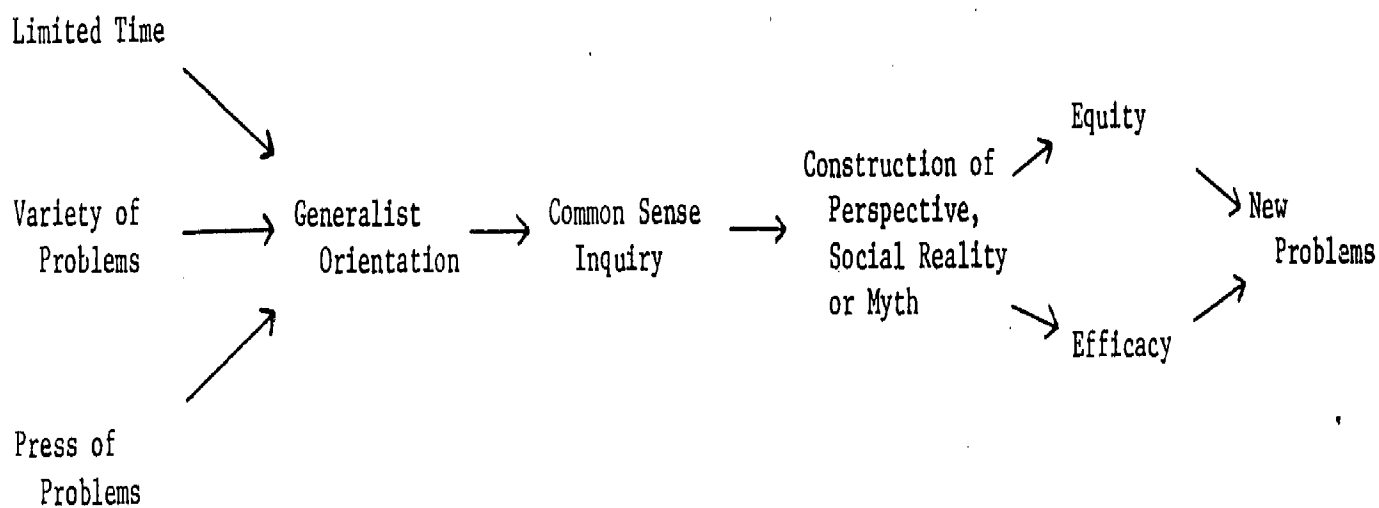 Limited Time
Variety of
Problems
Press of
Problems
Generalist
Orientation
Common Sense
Inquiry
Construction of
Perspective,
Social Reality
or Myth
Equity
Efficacy
New
Problems